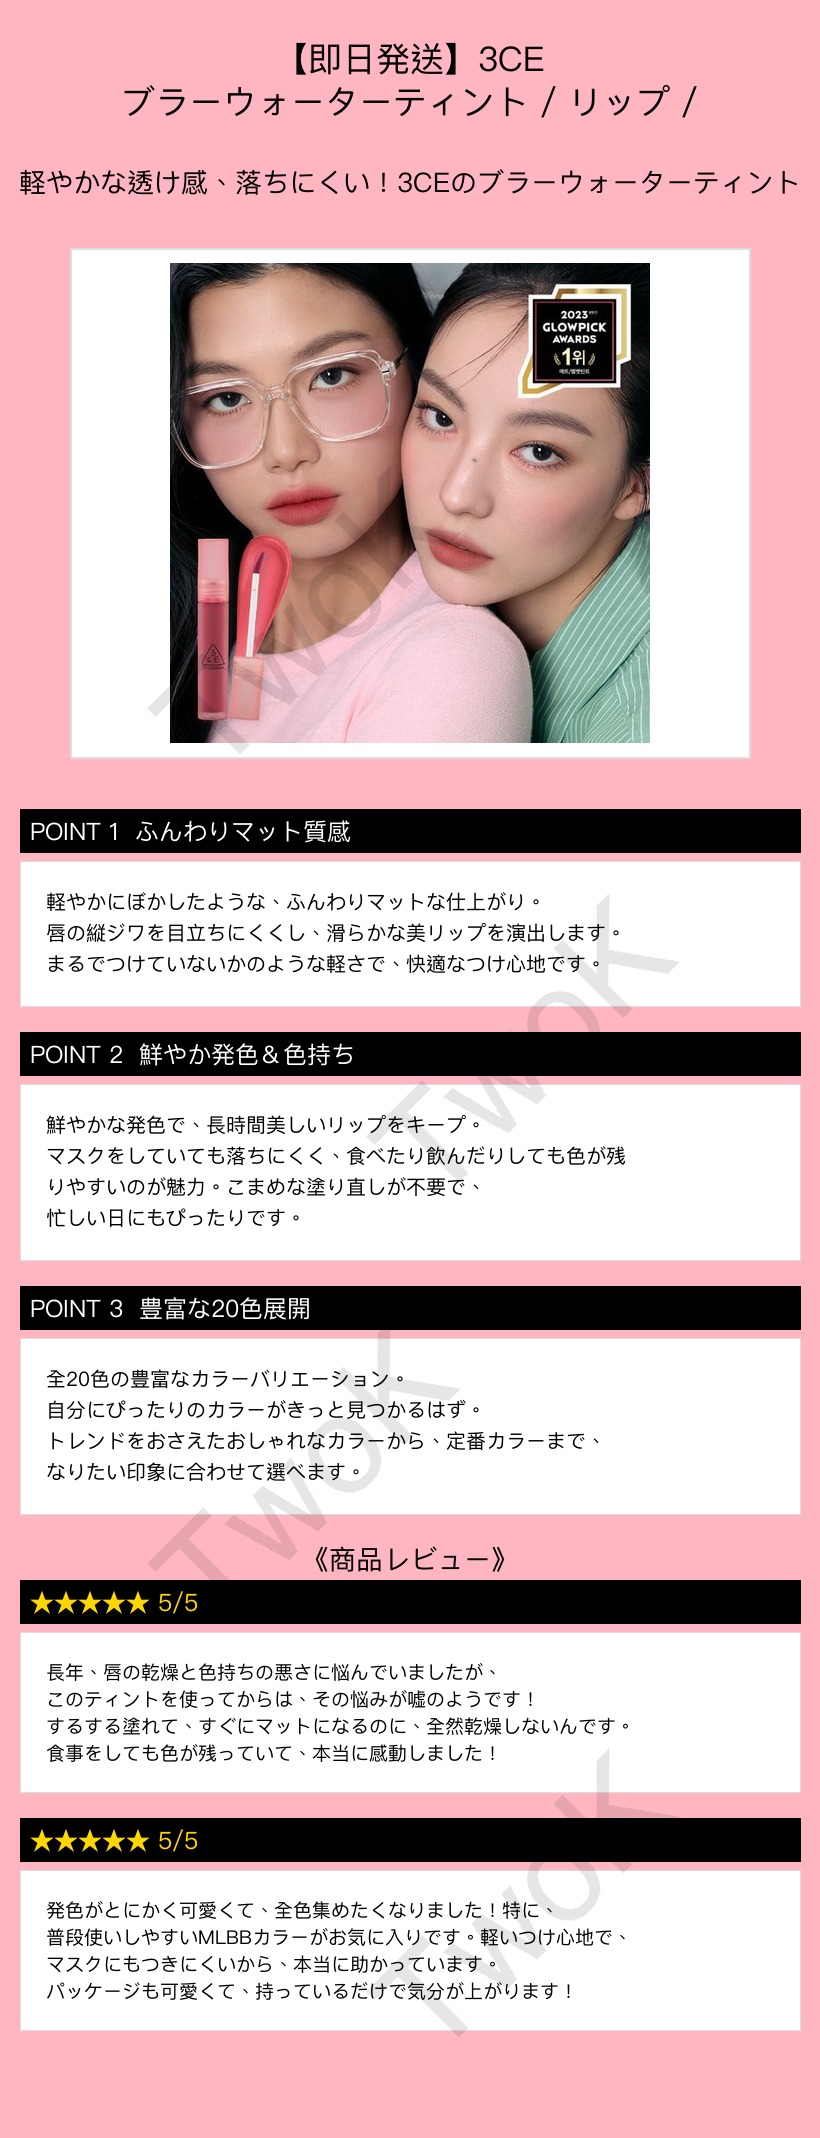 【即日発送】3CE
ブラーウォーターティント / リップ /
軽やかな透け感、落ちにくい！3CEのブラーウォーターティント
2023
GLOWPICK
AWARDS
1위
매트/벨벳틴트
3CE
TwoK
POINT 1 ふんわりマット質感
軽やかにぼかしたような、ふんわりマットな仕上がり。
唇の縦ジワを目立ちにくくし、滑らかな美リップを演出します。
まるでつけていないかのような軽さで、快適なつけ心地です。
TwoK
POINT 2 鮮やか発色＆色持ち
鮮やかな発色で、長時間美しいリップをキープ。
マスクをしていても落ちにくく、食べたり飲んだりしても色が残
りやすいのが魅力。こまめな塗り直しが不要で、
忙しい日にもぴったりです。
POINT 3 豊富な20色展開
全20色の豊富なカラーバリエーション。
自分にぴったりのカラーがきっと見つかるはず。
トレンドをおさえたおしゃれなカラーから、定番カラーまで、
なりたい印象に合わせて選べます。
TwoK
《商品レビュー》
★★★★★ 5/5
長年、唇の乾燥と色持ちの悪さに悩んでいましたが、
このティントを使ってからは、その悩みが嘘のようです！
するする塗れて、すぐにマットになるのに、全然乾燥しないんです。
食事をしても色が残っていて、本当に感動しました！
★★★★★ 5/5
発色がとにかく可愛くて、全色集めたくなりました！特に、
普段使いしやすいMLBBカラーがお気に入りです。軽いつけ心地で、
マスクにもつきにくいから、本当に助かっています。
パッケージも可愛くて、持っているだけで気分が上がります！
TwoK